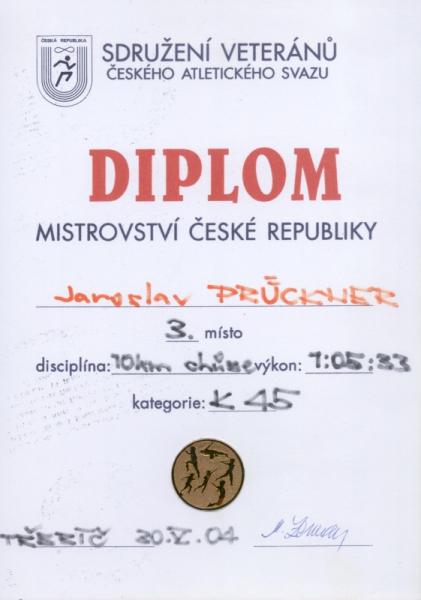 ČESKÁ REPUBLIKA
SDRUŽENÍ VETERÁNŮ
ČESKÉHO ATLETICKÉHO SVAZU
DIPLOM
MISTROVSTVÍ ČESKÉ REPUBLIKY
Jaroslav PRŮCKNER
3. místo
disciplína: 10km chůze výkon: 1:05:33
kategorie: K 45
TŘEBÍČ 30.V.04